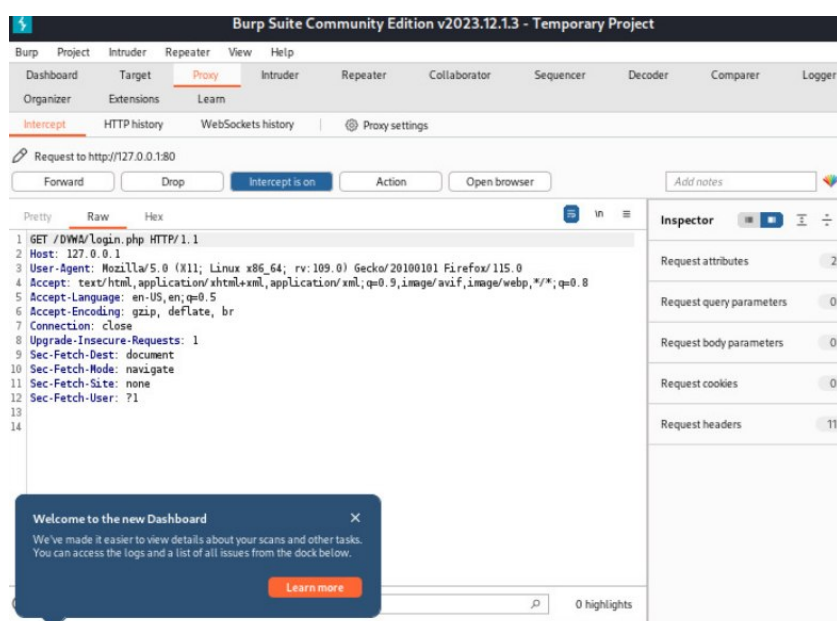 Burp Suite Community Edition v2023.12.1.3 - Temporary Project
Burp Project Intruder Repeater View Help
Dashboard Target Proxy Intruder Repeater Collaborator Sequencer Decoder Comparer Logger
Organizer Extensions Learn
Intercept HTTP history WebSockets history Proxy settings
Request to http://127.0.0.1:80
Forward Drop Intercept is on Action Open browser Add notes
Pretty Raw Hex \n
Inspector
1 GET /DVWA/login.php HTTP/1.1
2 Host: 127.0.0.1
3 User-Agent: Mozilla/5.0 (X11; Linux x86_64; rv:109.0) Gecko/20100101 Firefox/115.0
4 Accept: text/html,application/xhtml+xml,application/xml;q=0.9,image/avif,image/webp,*/*;q=0.8
5 Accept-Language: en-US,en;q=0.5
6 Accept-Encoding: gzip, deflate, br
7 Connection: close
8 Upgrade-Insecure-Requests: 1
9 Sec-Fetch-Dest: document
10 Sec-Fetch-Mode: navigate
11 Sec-Fetch-Site: none
12 Sec-Fetch-User: ?1
13
14
Request attributes 2
Request query parameters 0
Request body parameters 0
Request cookies 0
Request headers 11
Welcome to the new Dashboard
We've made it easier to view details about your scans and other tasks.
You can access the logs and a list of all issues from the dock below.
Learn more
0 highlights